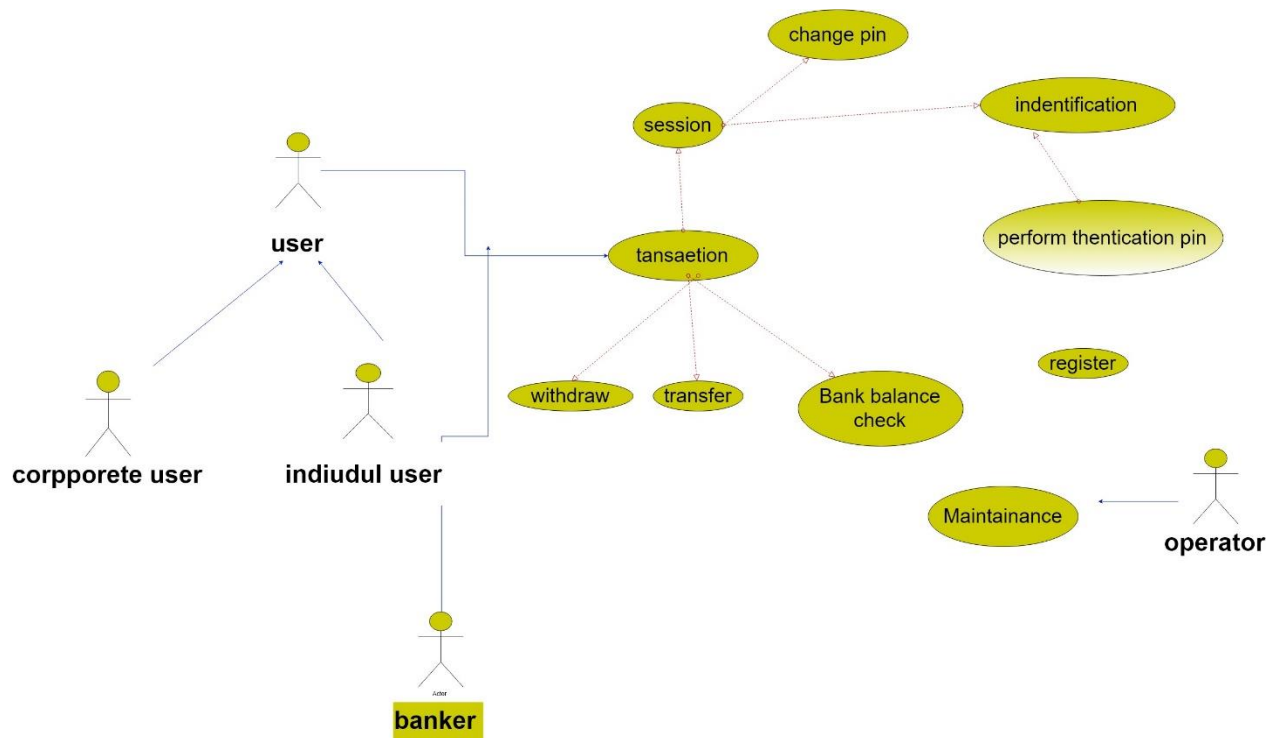 change pin
session
indentification
user
tansaetion
perform thentication pin
register
withdraw
transfer
Bank balance
check
corpporete user
indiudul user
Maintainance
operator
Actor
banker